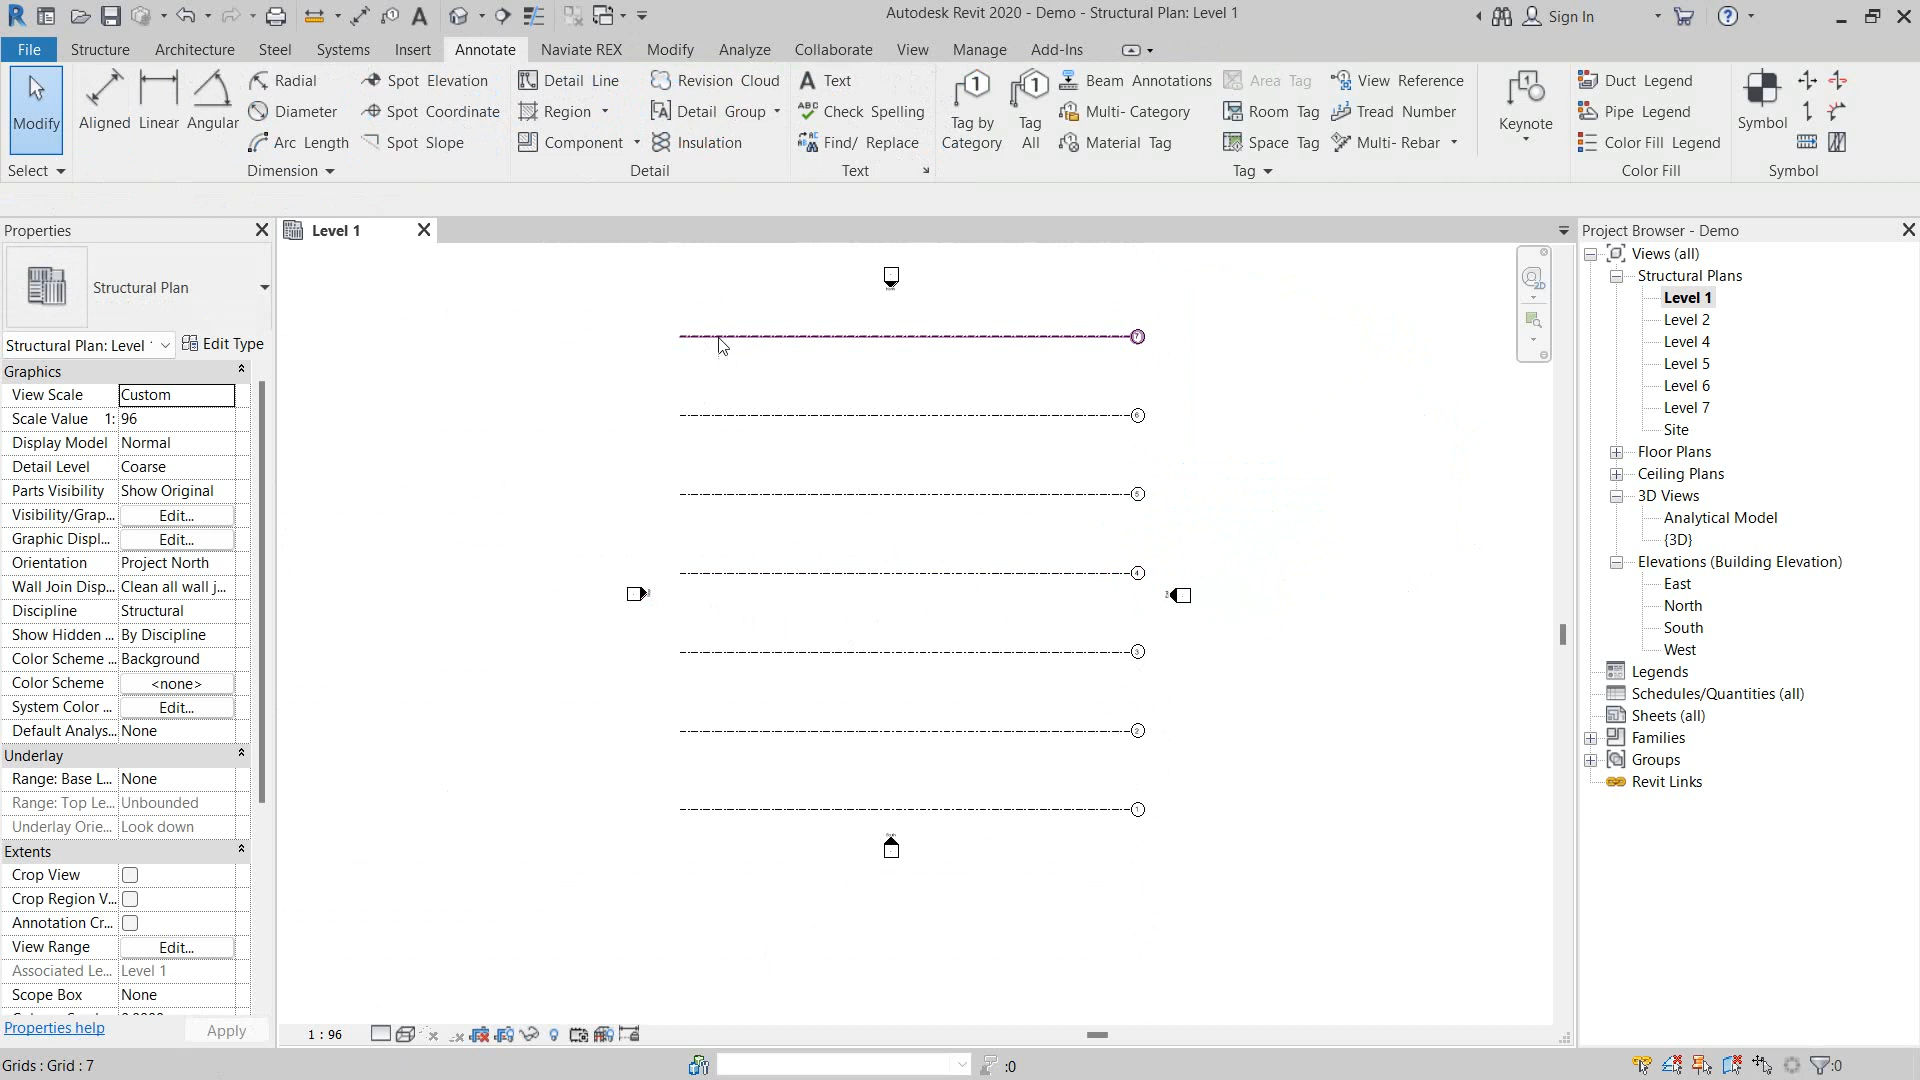 Autodesk Revit 2020 - Demo - Structural Plan: Level 1
Sign In
File Structure Architecture Steel Systems Insert Annotate Naviate REX Modify Analyze Collaborate View Manage Add-Ins
Modify
Select
Aligned Linear Angular
Radial
Diameter
Arc Length
Spot Elevation
Spot Coordinate
Spot Slope
Dimension
Detail Line
Region
Component
Revision Cloud
Detail Group
Insulation
Detail
Text
Check Spelling
Find/ Replace
Text
Tag by Category
Tag All
Beam Annotations
Multi- Category
Material Tag
Area Tag
Room Tag
Space Tag
View Reference
Tread Number
Multi- Rebar
Tag
Keynote
Duct Legend
Pipe Legend
Color Fill Legend
Color Fill
Symbol
Symbol
Properties
Structural Plan
Structural Plan: Level
Edit Type
Graphics
View Scale Custom
Scale Value 1: 96
Display Model Normal
Detail Level Coarse
Parts Visibility Show Original
Visibility/Grap... Edit...
Graphic Displ... Edit...
Orientation Project North
Wall Join Disp... Clean all wall j...
Discipline Structural
Show Hidden ... By Discipline
Color Scheme ... Background
Color Scheme <none>
System Color ... Edit...
Default Analys... None
Underlay
Range: Base L... None
Range: Top Le... Unbounded
Underlay Orie... Look down
Extents
Crop View
Crop Region V...
Annotation Cr...
View Range Edit...
Associated Le... Level 1
Scope Box None
Properties help
Apply
Level 1
7
6
5
4
3
2
1
1 : 96
Project Browser - Demo
Views (all)
Structural Plans
Level 1
Level 2
Level 4
Level 5
Level 6
Level 7
Site
Floor Plans
Ceiling Plans
3D Views
Analytical Model
{3D}
Elevations (Building Elevation)
East
North
South
West
Legends
Schedules/Quantities (all)
Sheets (all)
Families
Groups
Revit Links
Grids : Grid : 7
:0
:0